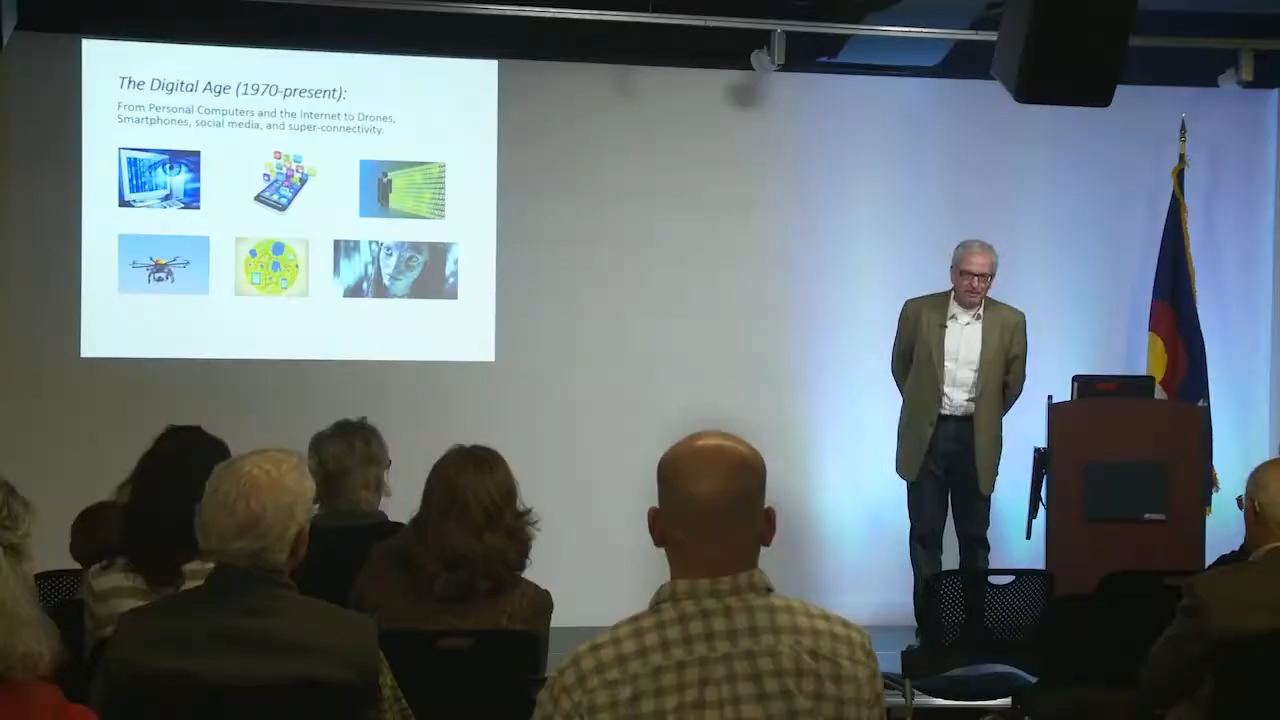 The Digital Age (1970-present):
From Personal Computers and the Internet to Drones,
Smartphones, social media, and super-connectivity.